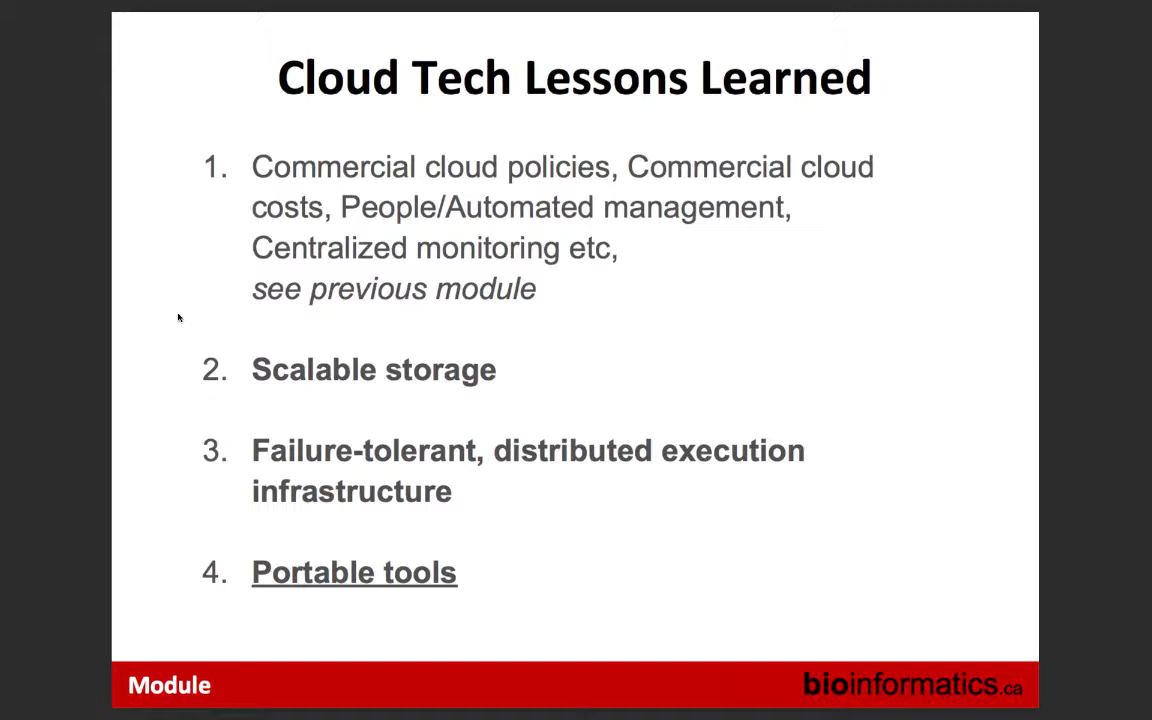 Cloud Tech Lessons Learned
1. Commercial cloud policies, Commercial cloud
costs, People/Automated management,
Centralized monitoring etc,
see previous module
2. Scalable storage
3. Failure-tolerant, distributed execution
infrastructure
4. Portable tools
Module
bioinformatics.ca